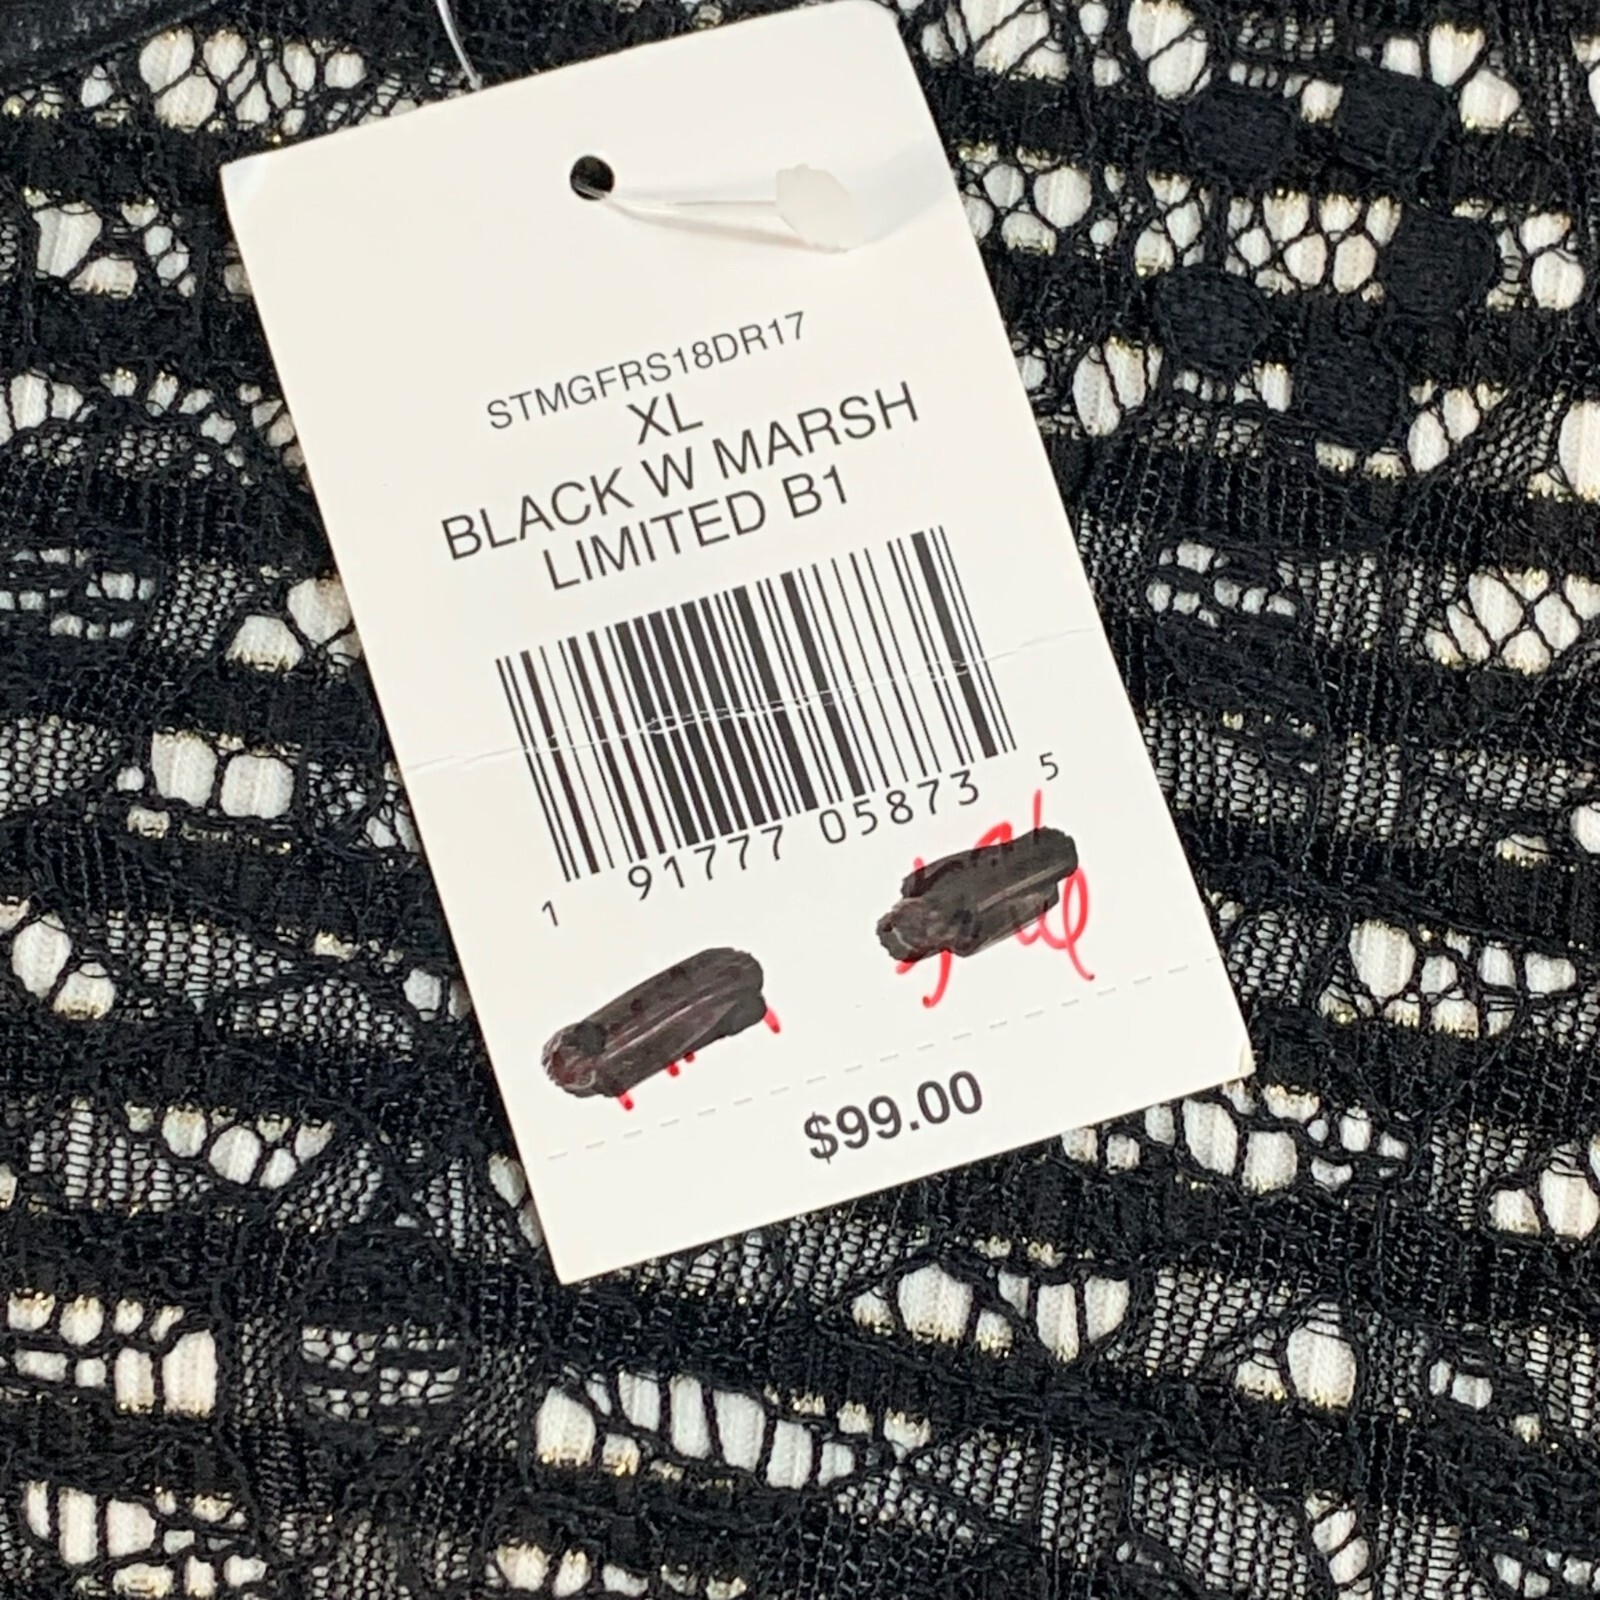 STMGFRS18DR17
XL
BLACK W MARSH
LIMITED B1
1 91777 05873 5
$99.00